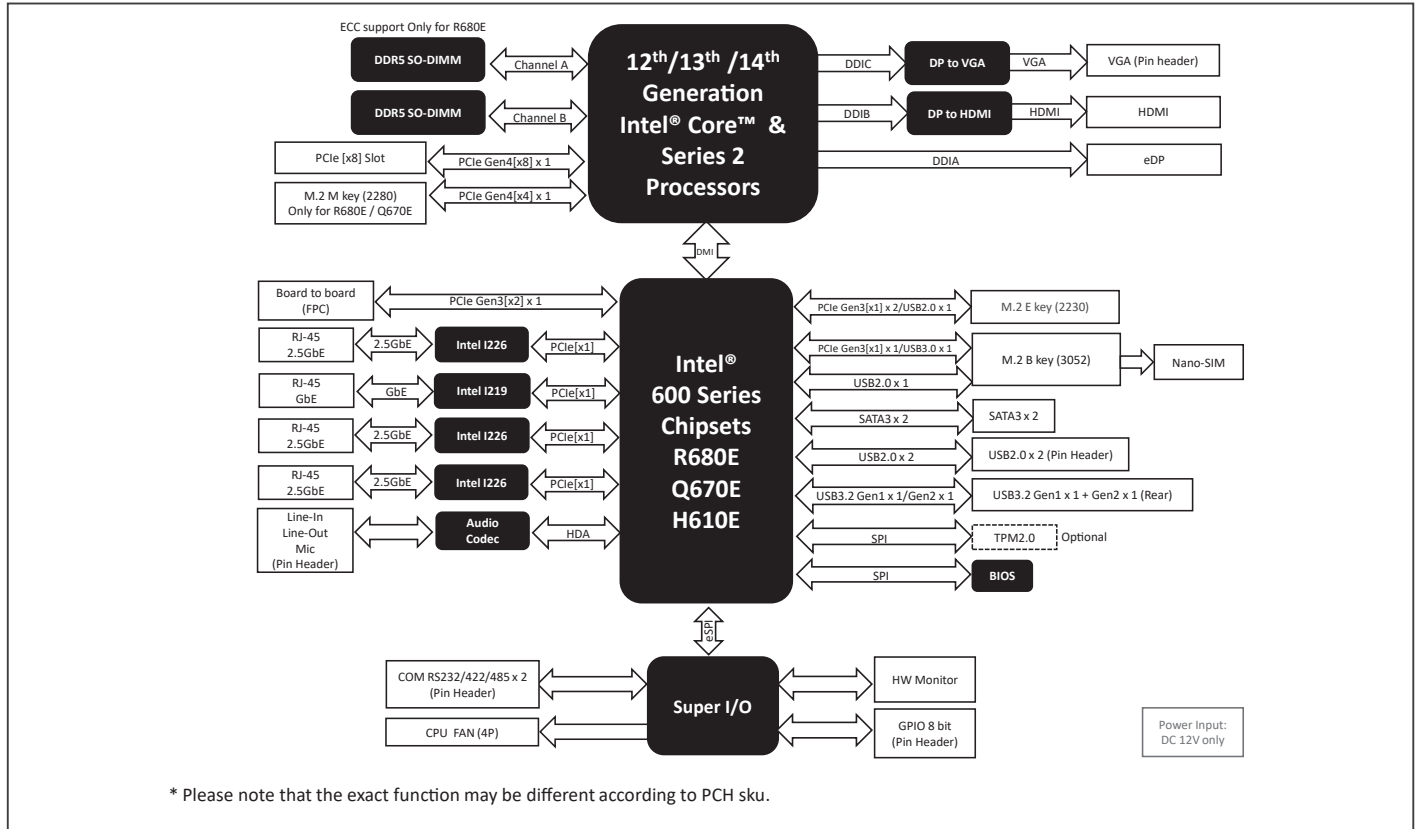 ECC support Only for R680E
DDR5 SO-DIMM
Channel A
DDR5 SO-DIMM
Channel B
PCIe [x8] Slot
PCIe Gen4[x8] x 1
M.2 M key (2280)
Only for R680E / Q670E
PCIe Gen4[x4] x 1
12th/13th /14th
Generation
Intel® Core™ &
Series 2
Processors
DDIC
DP to VGA
VGA
VGA (Pin header)
DDIB
DP to HDMI
HDMI
HDMI
DDIA
eDP
DMI
Board to board
(FPC)
PCIe Gen3[x2] x 1
RJ-45
2.5GbE
2.5GbE
Intel I226
PCIe[x1]
RJ-45
GbE
GbE
Intel I219
PCIe[x1]
RJ-45
2.5GbE
2.5GbE
Intel I226
PCIe[x1]
RJ-45
2.5GbE
2.5GbE
Intel I226
PCIe[x1]
Line-In
Line-Out
Mic
(Pin Header)
Audio
Codec
HDA
Intel®
600 Series
Chipsets
R680E
Q670E
H610E
PCIe Gen3[x1] x 2/USB2.0 x 1
M.2 E key (2230)
PCIe Gen3[x1] x 1/USB3.0 x 1
USB2.0 x 1
M.2 B key (3052)
Nano-SIM
SATA3 x 2
SATA3 x 2
USB2.0 x 2
USB2.0 x 2 (Pin Header)
USB3.2 Gen1 x 1/Gen2 x 1
USB3.2 Gen1 x 1 + Gen2 x 1 (Rear)
SPI
TPM2.0
Optional
SPI
BIOS
eSPI
COM RS232/422/485 x 2
(Pin Header)
CPU FAN (4P)
Super I/O
HW Monitor
GPIO 8 bit
(Pin Header)
Power Input:
DC 12V only
* Please note that the exact function may be different according to PCH sku.